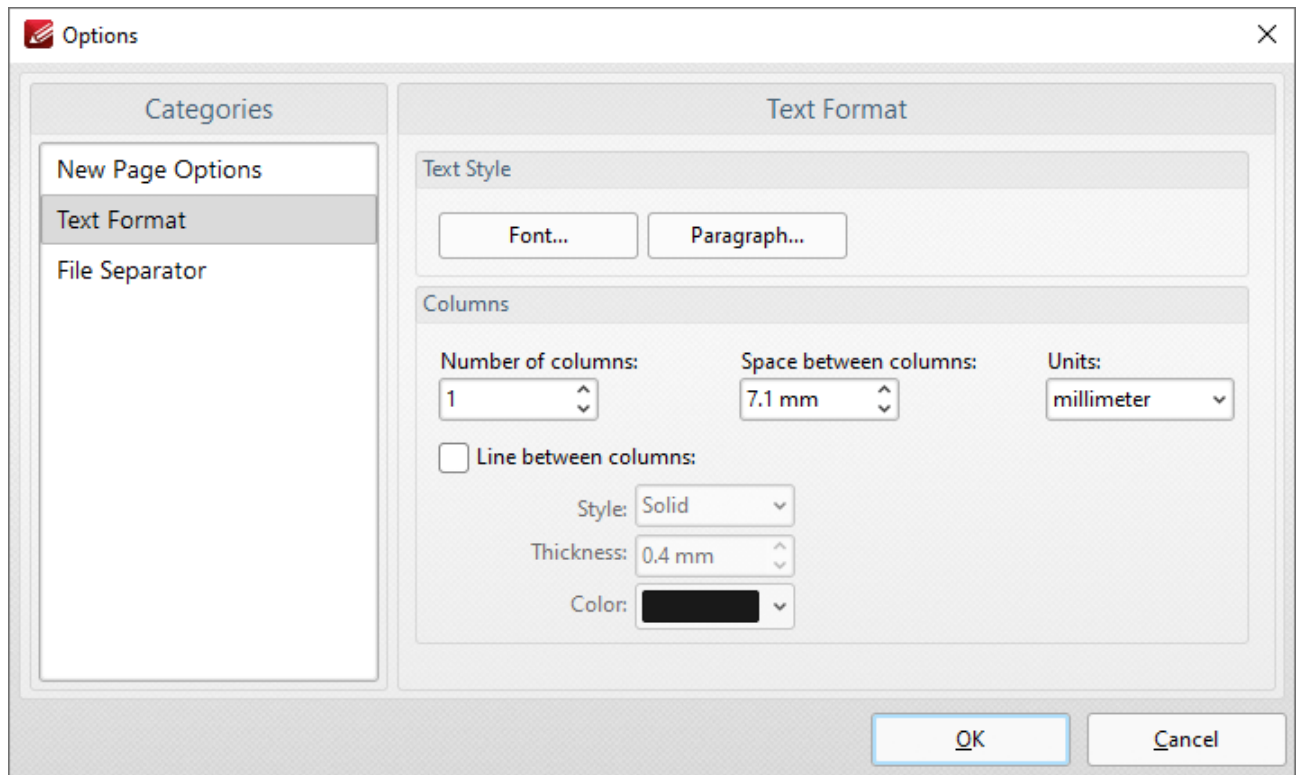 Options
Categories
New Page Options
Text Format
File Separator
Text Format
Text Style
Font... Paragraph...
Columns
Number of columns: Space between columns: Units:
1 7.1 mm millimeter
Line between columns:
Style: Solid
Thickness: 0.4 mm
Color:
OK Cancel